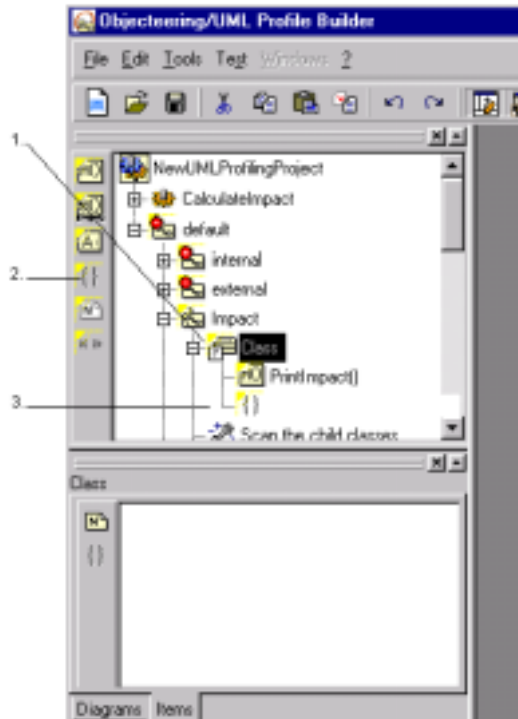 Objecteering/UML Profile Builder
File Edit Tools Test Windows ?
1.
NewUMLProfilingProject
CalculateImpact
default
2.
internal
external
Impact
Class
PrintImpact()
3.
{}
Scan the child classes
Class
Diagrams Items